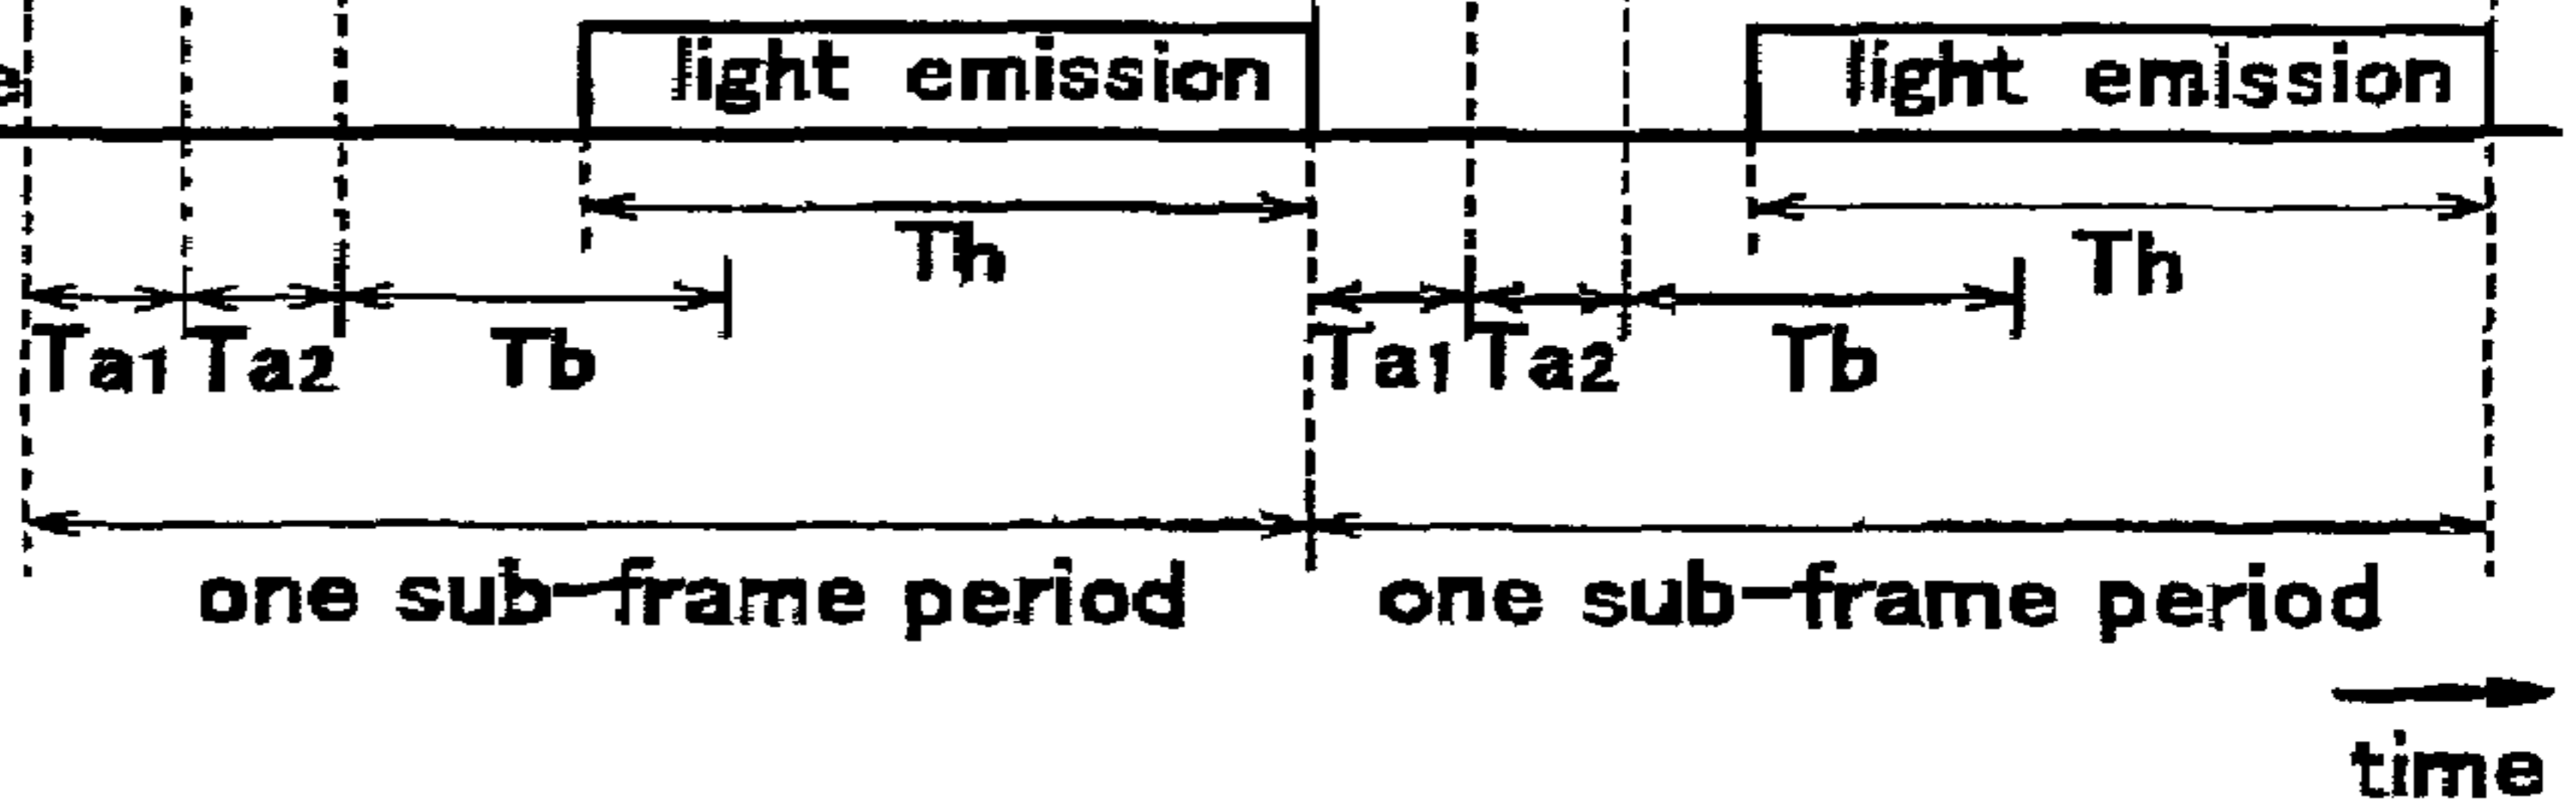 light emission light emission
Th Th
Ta1 Ta2 Tb Ta1 Ta2 Tb
one sub-frame period one sub-frame period
time